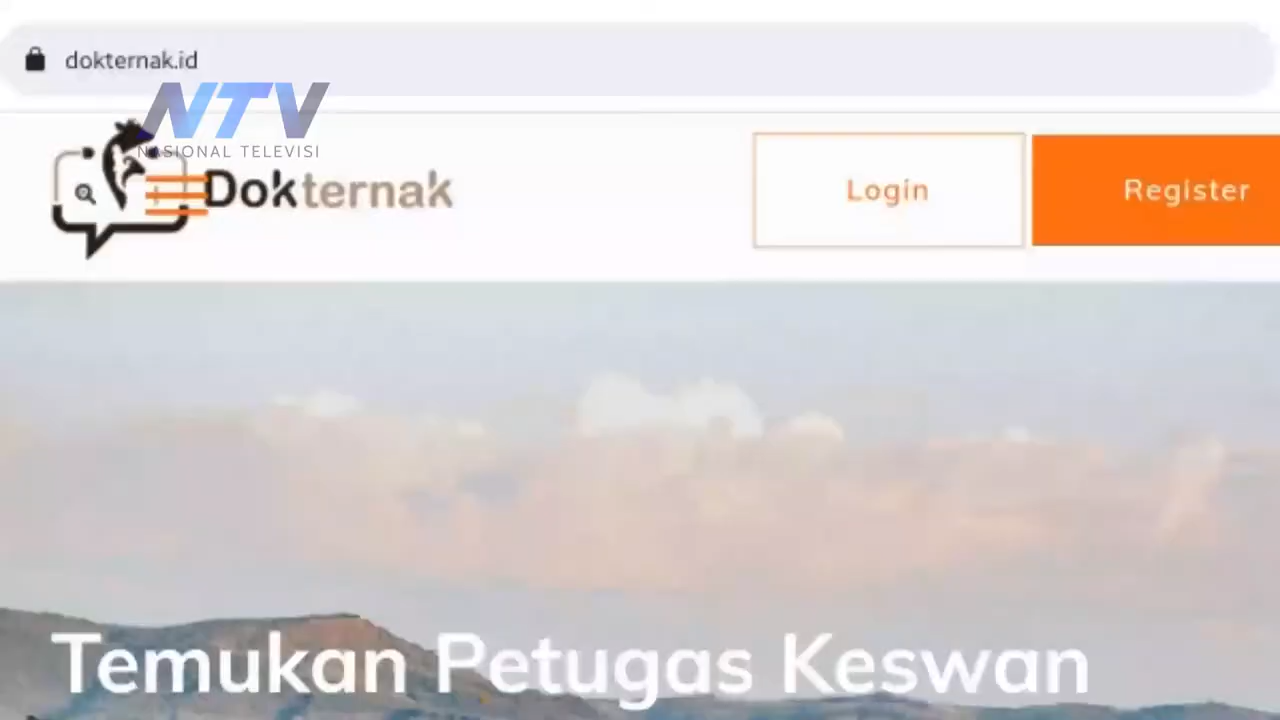 dokternak.id
NTV
NASIONAL TELEVISI
Dokternak
Login
Register
Temukan Petugas Keswan